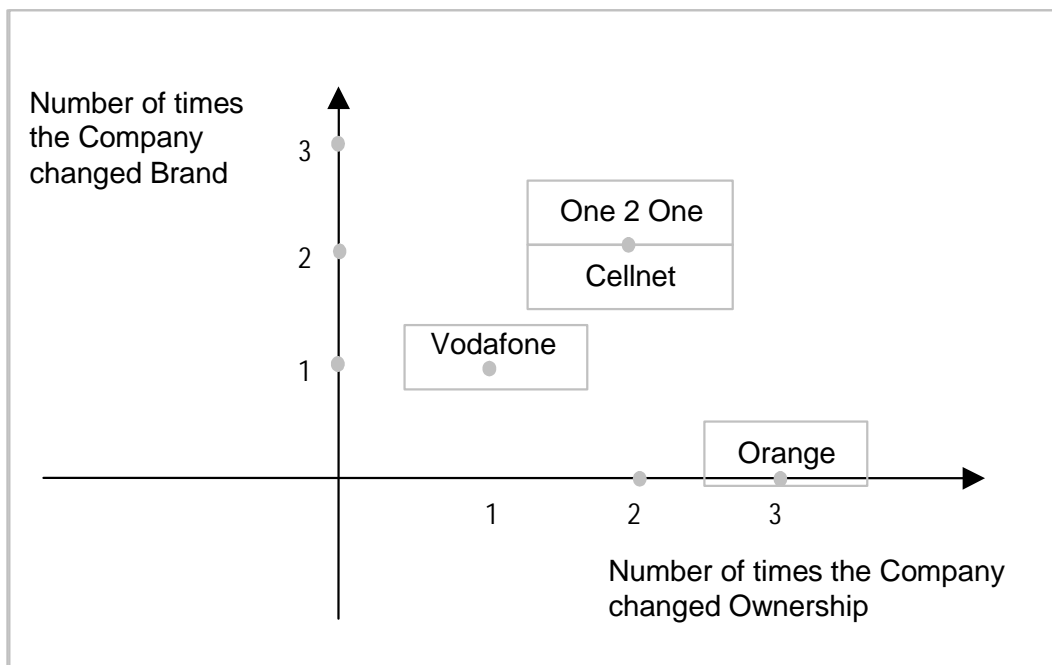 Number of times
the Company
changed Brand
3
One 2 One
2
Cellnet
Vodafone
1
Orange
1 2 3
Number of times the Company
changed Ownership